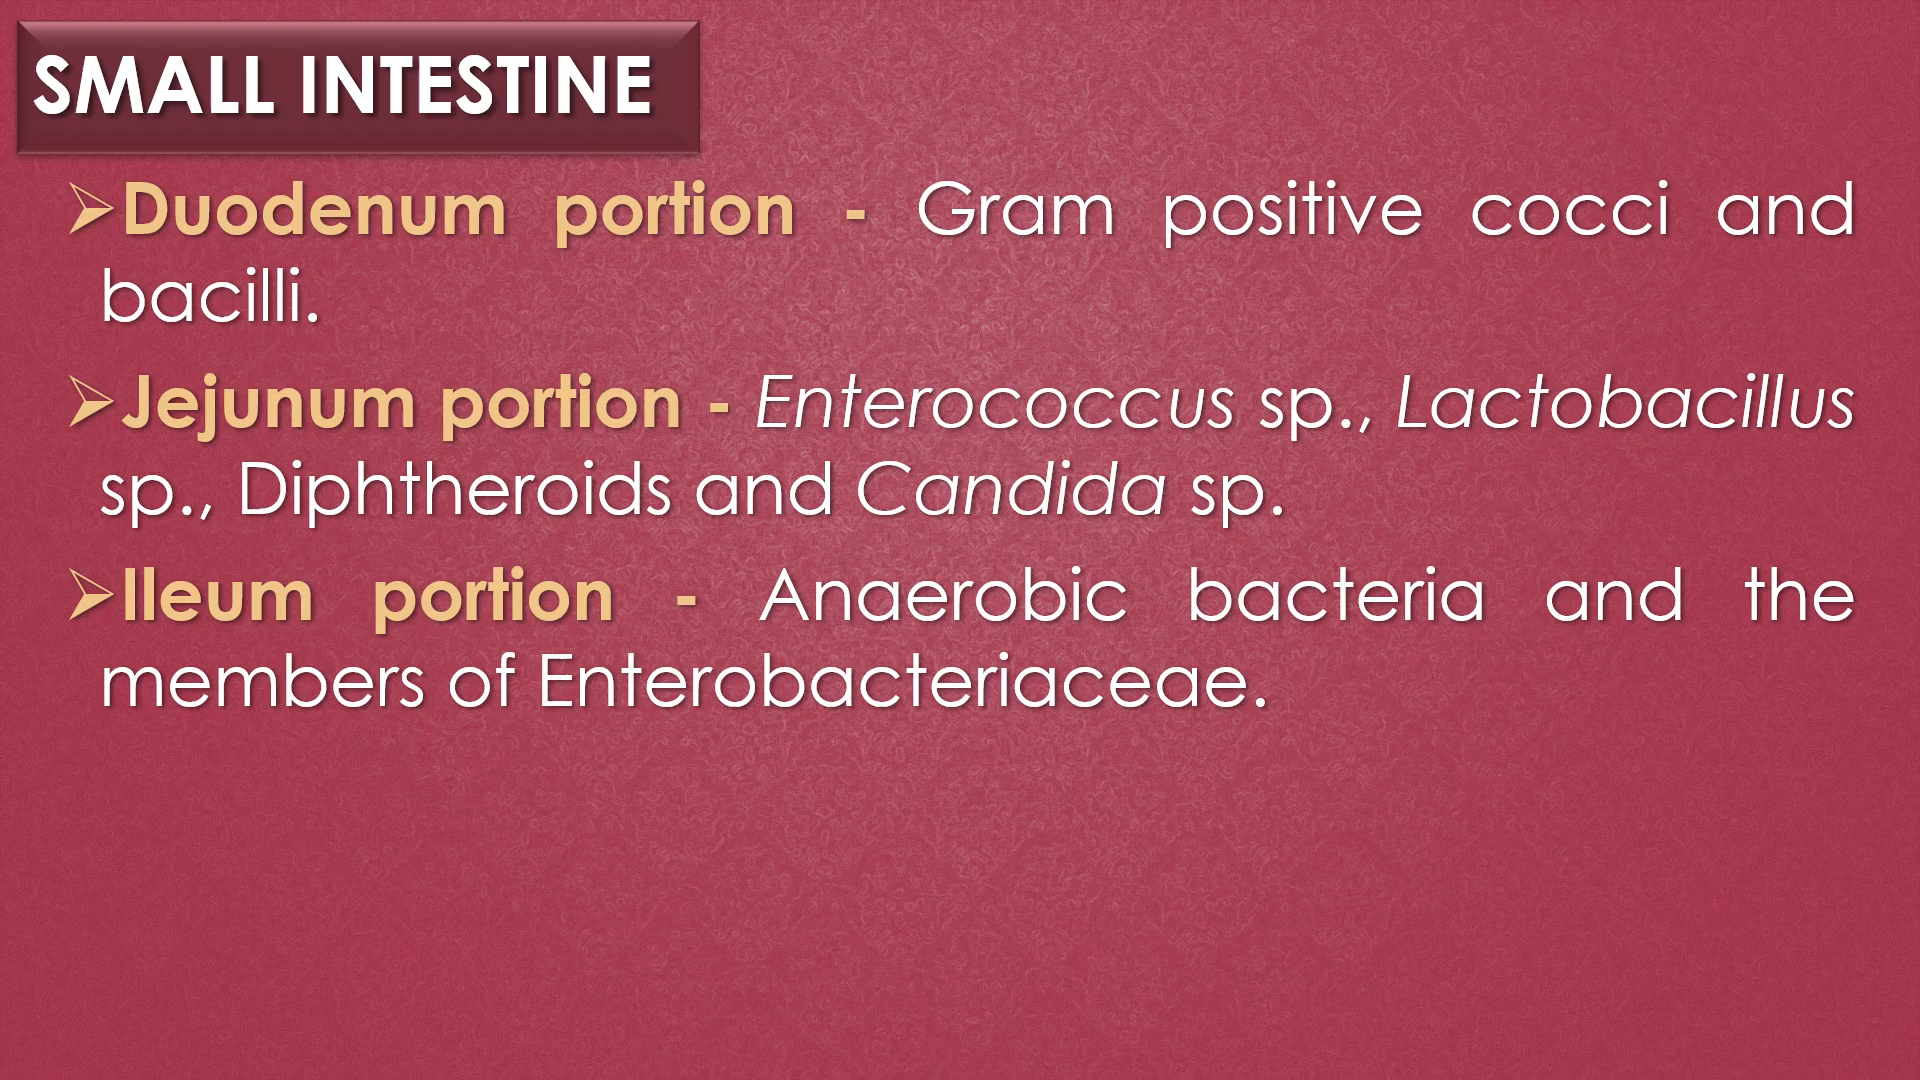 SMALL INTESTINE
➢Duodenum portion - Gram positive cocci and
bacilli.
➢Jejunum portion - Enterococcus sp., Lactobacillus
sp., Diphtheroids and Candida sp.
➢Ileum portion - Anaerobic bacteria and the
members of Enterobacteriaceae.